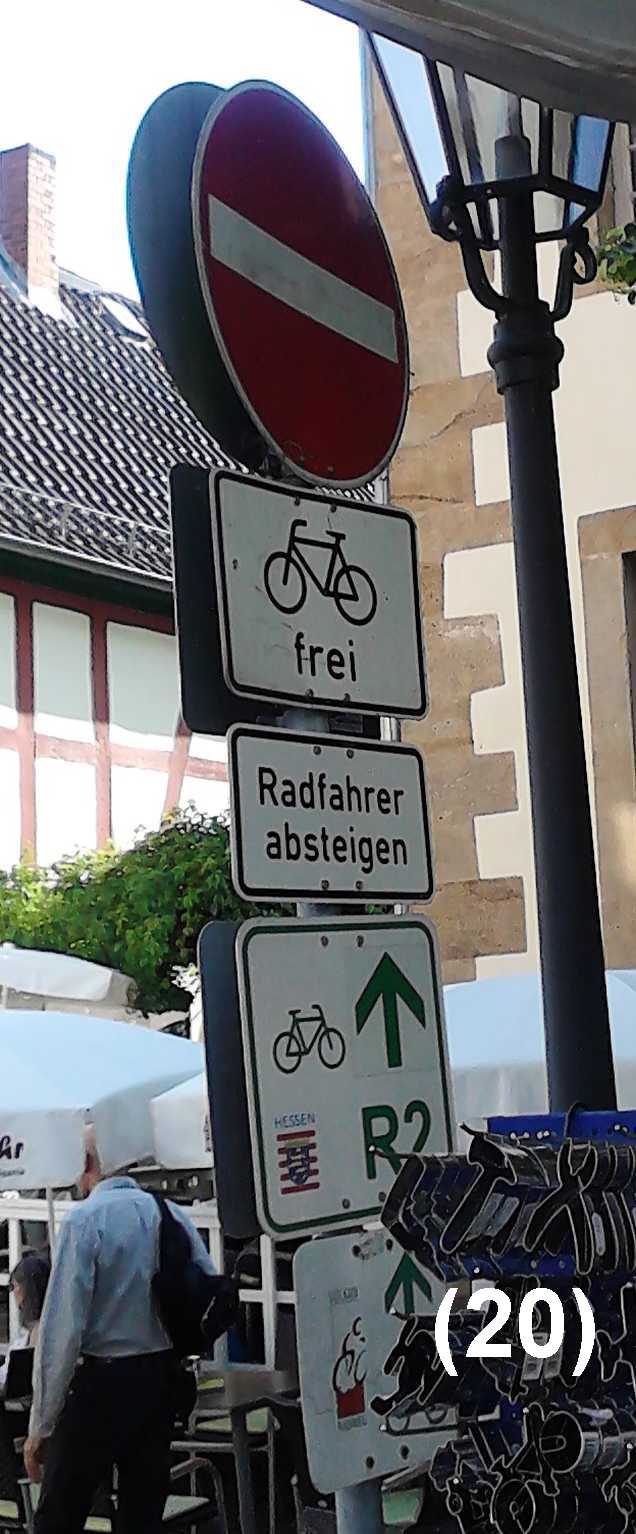 frei
Radfahrer
absteigen
HESSEN
R2
(20)